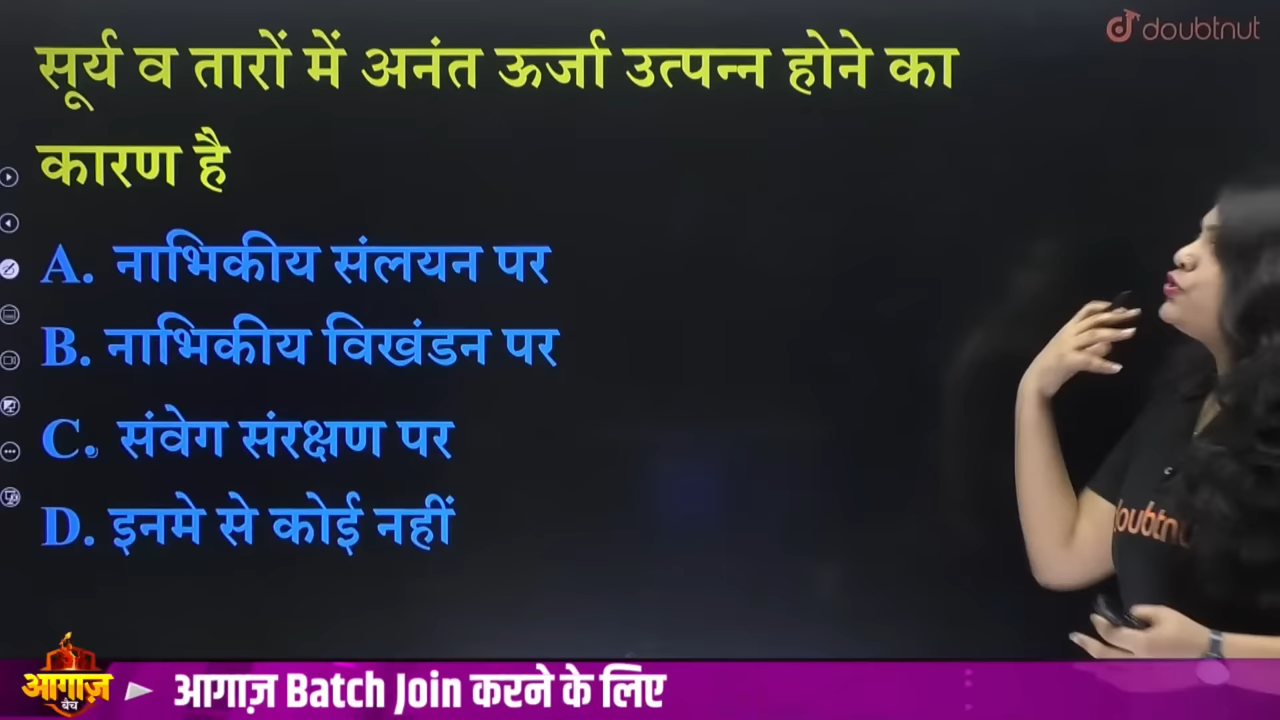 doubtnut
सूर्य व तारों में अनंत ऊर्जा उत्पन्न होने का
कारण है
A. नाभिकीय संलयन पर
B. नाभिकीय विखंडन पर
C. संवेग संरक्षण पर
D. इनमे से कोई नहीं
doubtnu
आगाज़
बैच
आगाज़ Batch Join करने के लिए